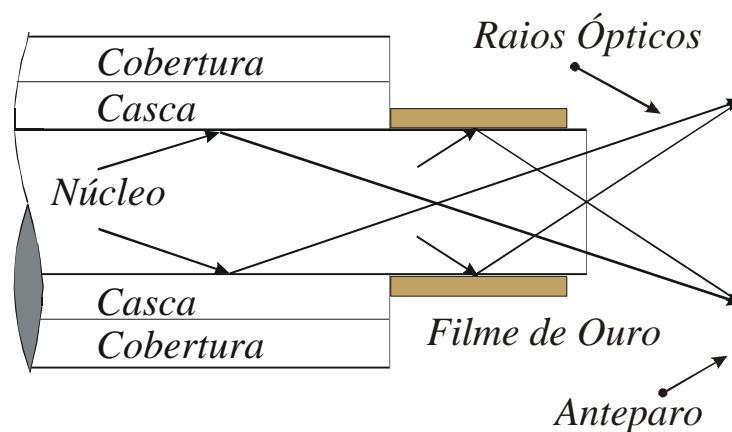 Raios Ópticos
Cobertura
Casca
Núcleo
Casca
Cobertura
Filme de Ouro
Anteparo